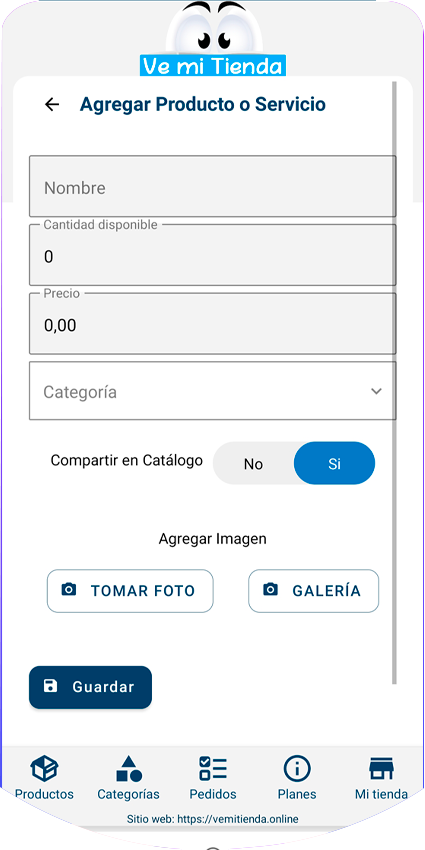 Ve mi Tienda
Agregar Producto o Servicio
Nombre
Cantidad disponible
0
Precio
0,00
Categoría
Compartir en Catálogo No Si
Agregar Imagen
TOMAR FOTO GALERÍA
Guardar
Productos Categorías Pedidos Planes Mi tienda
Sitio web: https://vemitienda.online